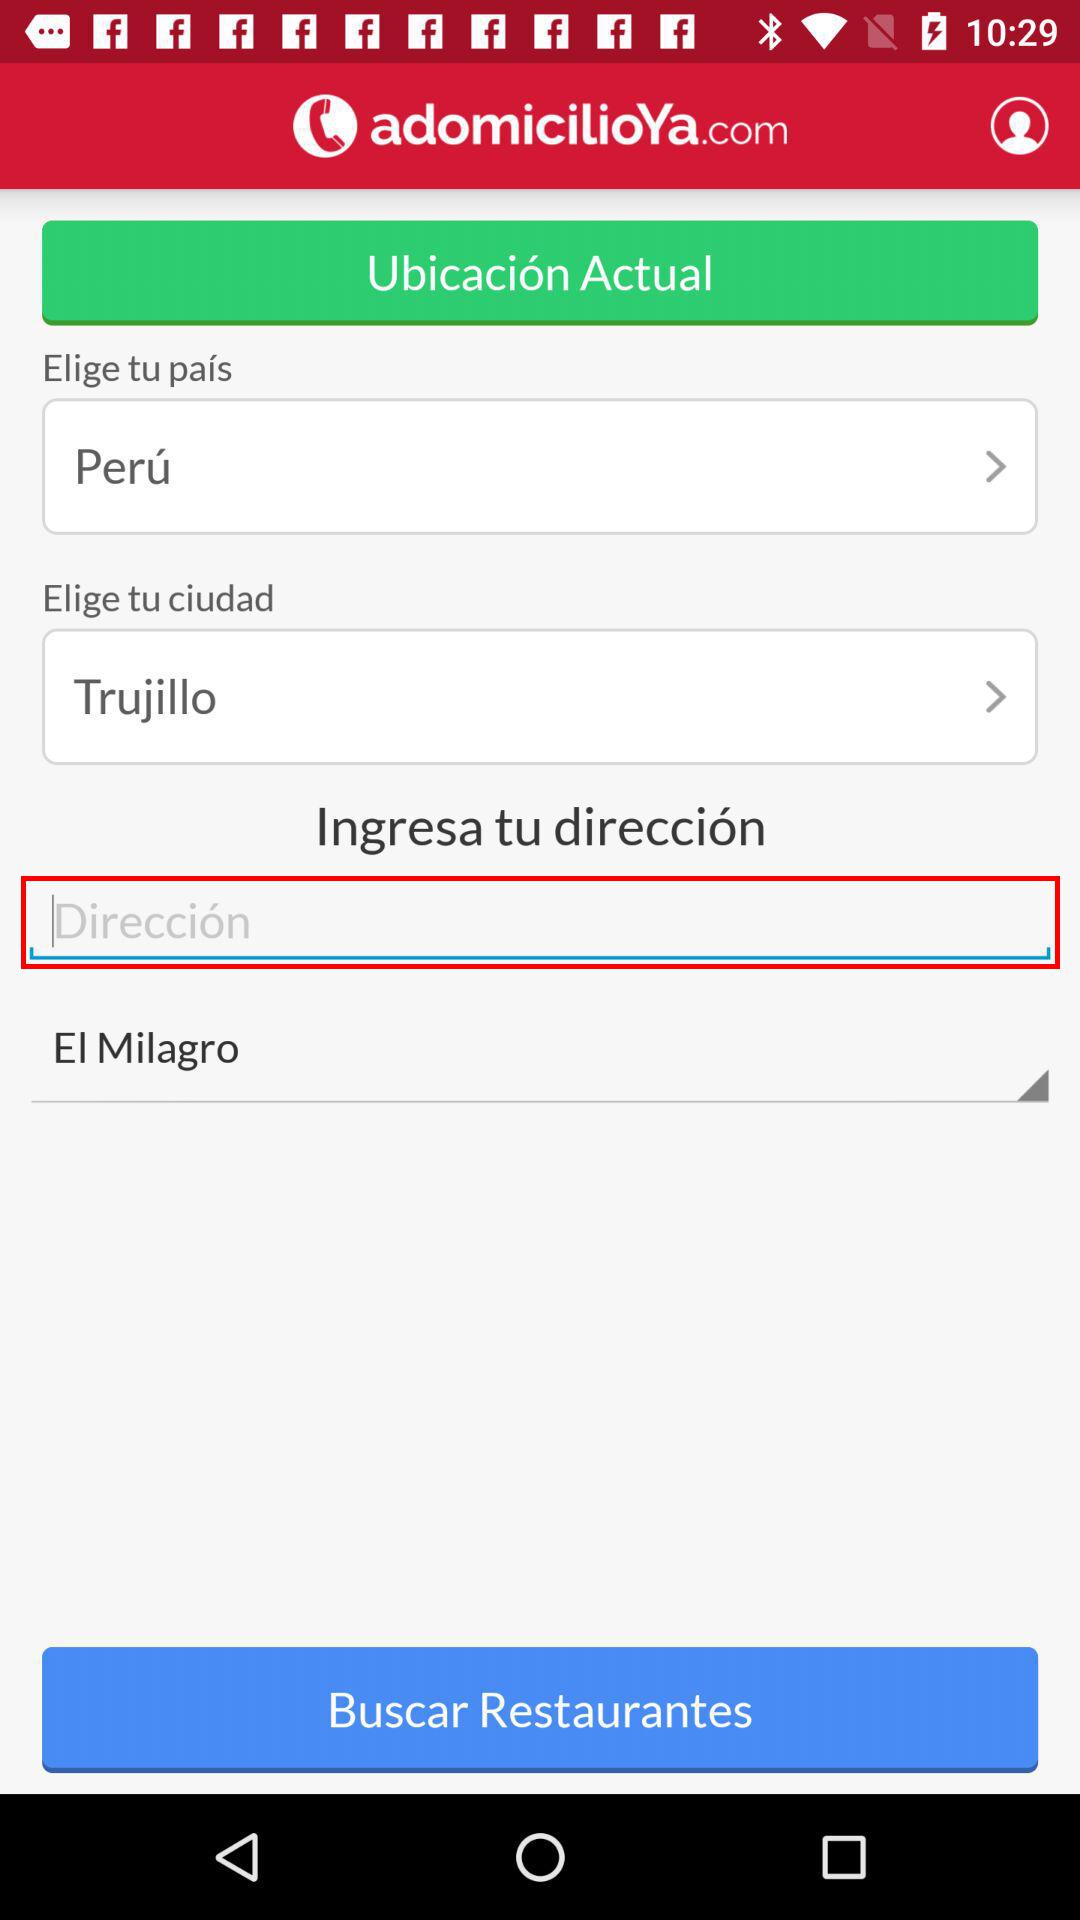 10:29
adomicilioYa.com
Ubicación Actual
Elige tu país
Perú
Elige tu ciudad
Trujillo
Ingresa tu dirección
Dirección
El Milagro
Buscar Restaurantes